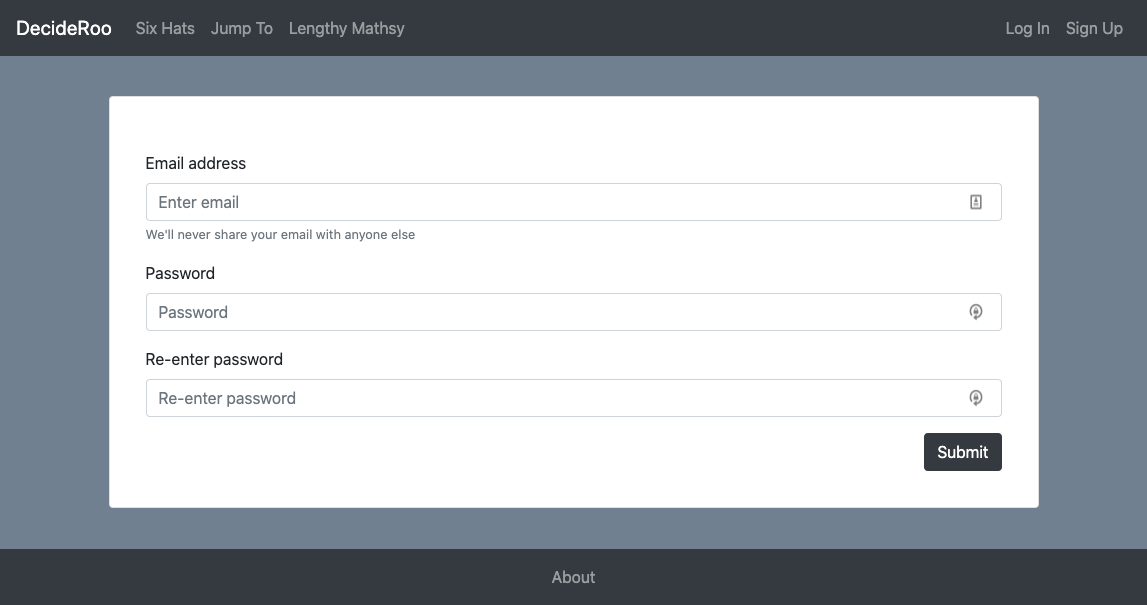 DecideRoo Six Hats Jump To Lengthy Mathsy Log In Sign Up
Email address
Enter email
We'll never share your email with anyone else
Password
Password
Re-enter password
Re-enter password
Submit
About